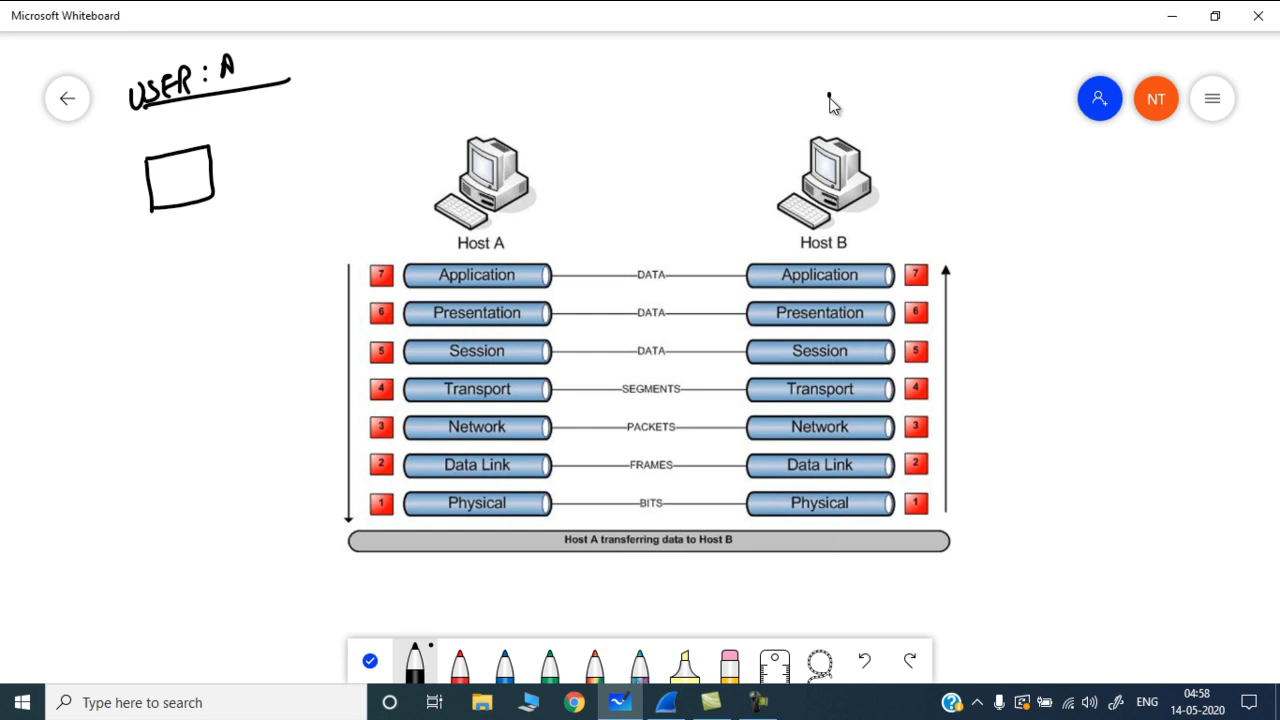 Microsoft Whiteboard
USER : A
NT
Host A
Host B
7 Application DATA Application 7
6 Presentation DATA Presentation 6
5 Session DATA Session 5
4 Transport SEGMENTS Transport 4
3 Network PACKETS Network 3
2 Data Link FRAMES Data Link 2
1 Physical BITS Physical 1
Host A transferring data to Host B
Type here to search
ENG
04:58
14-05-2020